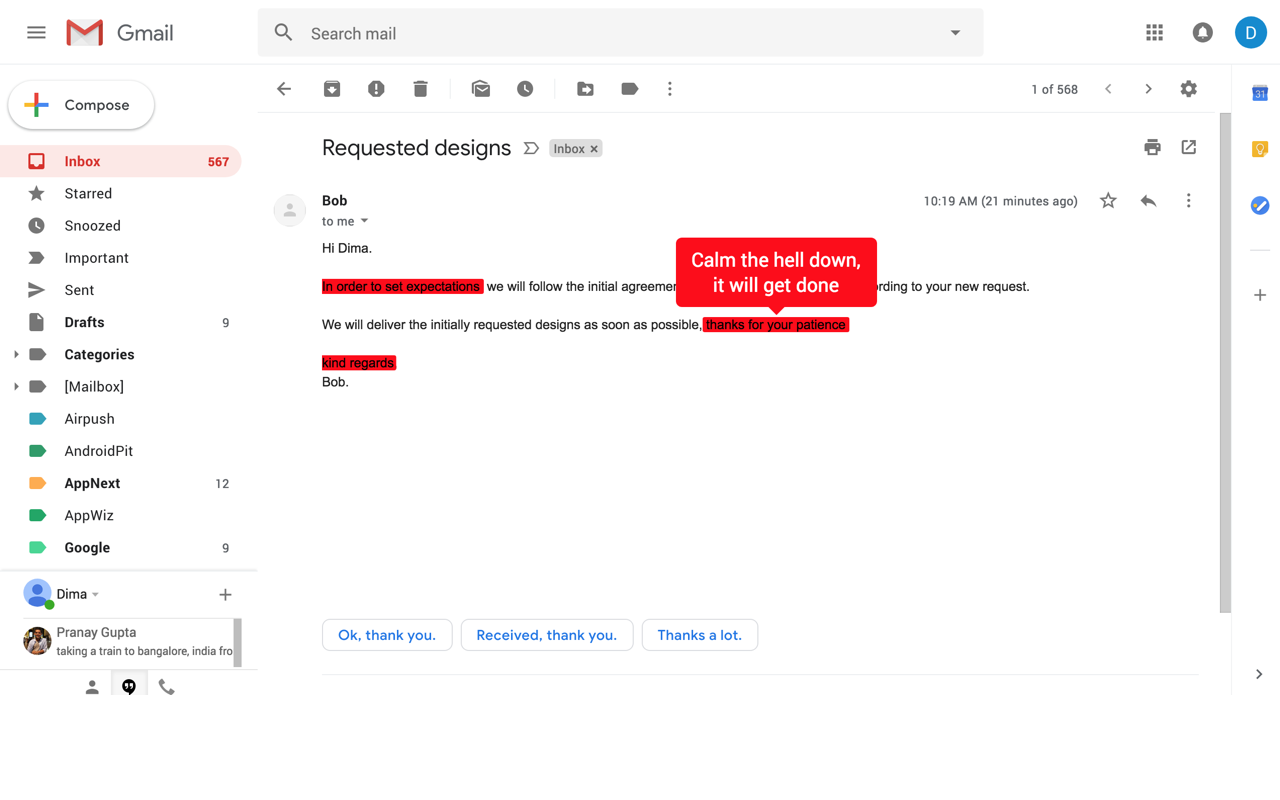 Gmail
Search mail
D
Compose
1 of 568
31
Inbox 567
Requested designs Inbox ×
Starred
Bob
10:19 AM (21 minutes ago)
to me
Snoozed
Hi Dima.
Important
Calm the hell down,
it will get done
In order to set expectations we will follow the initial agreemen
rding to your new request.
Sent
Drafts 9
We will deliver the initially requested designs as soon as possible, thanks for your patience
Categories
kind regards
Bob.
[Mailbox]
Airpush
AndroidPit
AppNext 12
AppWiz
Google 9
Dima
Pranay Gupta
taking a train to bangalore, india fro
Ok, thank you.
Received, thank you.
Thanks a lot.